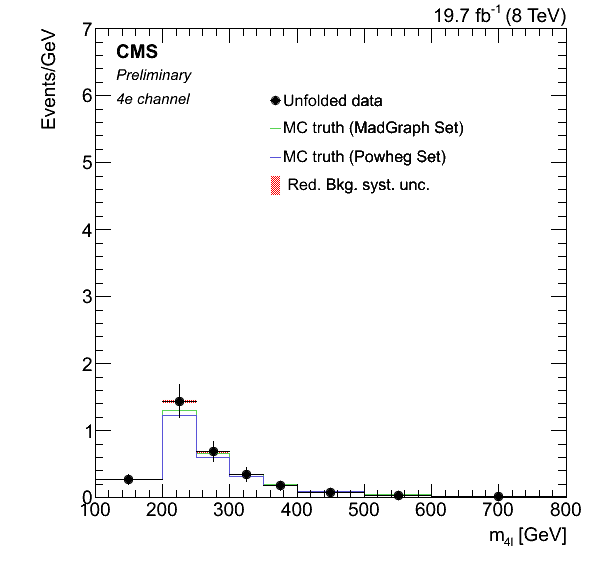 19.7 fb⁻¹ (8 TeV)
Events/GeV
7
6
5
4
3
2
1
0
CMS
Preliminary
4e channel
Unfolded data
MC truth (MadGraph Set)
MC truth (Powheg Set)
Red. Bkg. syst. unc.
100 200 300 400 500 600 700 800
m₄ₗ [GeV]